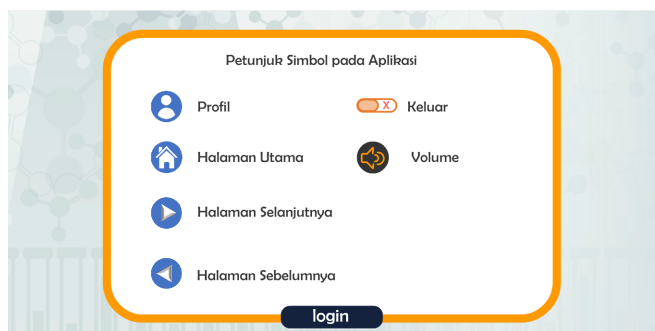 Petunjuk Simbol pada Aplikasi
Profil
X Keluar
Halaman Utama
Volume
Halaman Selanjutnya
Halaman Sebelumnya
login